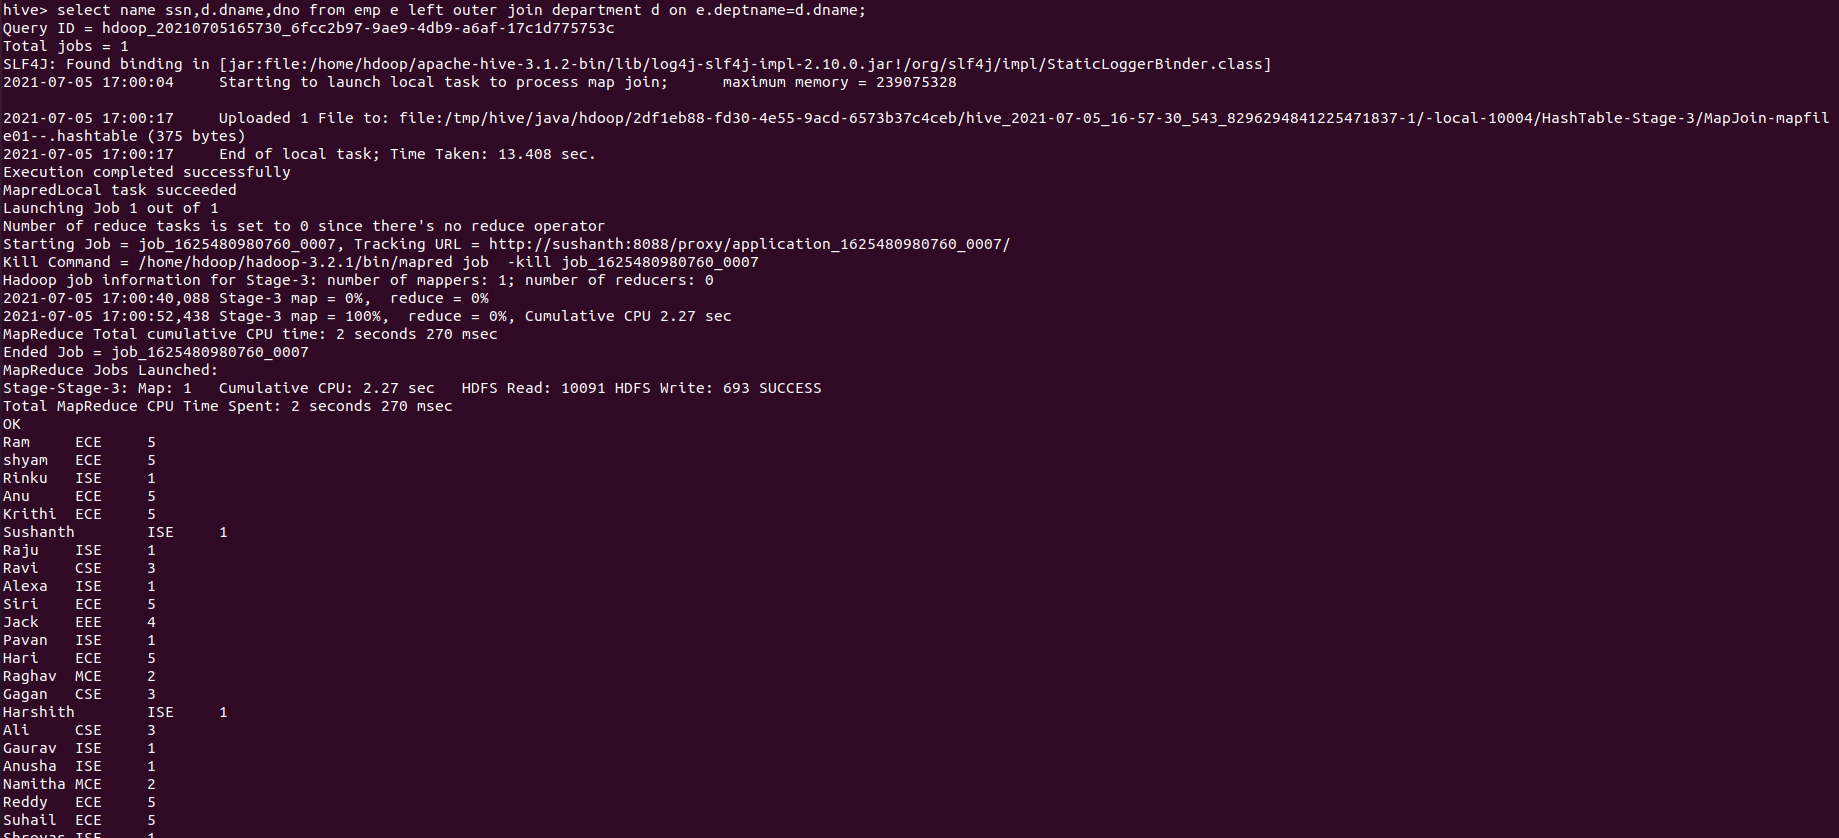 hive> select name ssn,d.dname,dno from emp e left outer join department d on e.deptname=d.dname;
Query ID = hdoop_20210705165730_6fcc2b97-9ae9-4db9-a6af-17c1d775753c
Total jobs = 1
SLF4J: Found binding in [jar:file:/home/hdoop/apache-hive-3.1.2-bin/lib/log4j-slf4j-impl-2.10.0.jar!/org/slf4j/impl/StaticLoggerBinder.class]
2021-07-05 17:00:04     Starting to launch local task to process map join;      maximum memory = 239075328
2021-07-05 17:00:17     Uploaded 1 File to: file:/tmp/hive/java/hdoop/2df1eb88-fd30-4e55-9acd-6573b37c4ceb/hive_2021-07-05_16-57-30_543_8296294841225471837-1/-local-10004/HashTable-Stage-3/MapJoin-mapfil
e01--.hashtable (375 bytes)
2021-07-05 17:00:17     End of local task; Time Taken: 13.408 sec.
Execution completed successfully
MapredLocal task succeeded
Launching Job 1 out of 1
Number of reduce tasks is set to 0 since there's no reduce operator
Starting Job = job_1625480980760_0007, Tracking URL = http://sushanth:8088/proxy/application_1625480980760_0007/
Kill Command = /home/hdoop/hadoop-3.2.1/bin/mapred job  -kill job_1625480980760_0007
Hadoop job information for Stage-3: number of mappers: 1; number of reducers: 0
2021-07-05 17:00:40,088 Stage-3 map = 0%,  reduce = 0%
2021-07-05 17:00:52,438 Stage-3 map = 100%,  reduce = 0%, Cumulative CPU 2.27 sec
MapReduce Total cumulative CPU time: 2 seconds 270 msec
Ended Job = job_1625480980760_0007
MapReduce Jobs Launched:
Stage-Stage-3: Map: 1   Cumulative CPU: 2.27 sec   HDFS Read: 10091 HDFS Write: 693 SUCCESS
Total MapReduce CPU Time Spent: 2 seconds 270 msec
OK
Ram     ECE     5
shyam   ECE     5
Rinku   ISE     1
Anu     ECE     5
Krithi  ECE     5
Sushanth        ISE     1
Raju    ISE     1
Ravi    CSE     3
Alexa   ISE     1
Siri    ECE     5
Jack    EEE     4
Pavan   ISE     1
Hari    ECE     5
Raghav  MCE     2
Gagan   CSE     3
Harshith        ISE     1
Ali     CSE     3
Gaurav  ISE     1
Anusha  ISE     1
Namitha MCE     2
Reddy   ECE     5
Suhail  ECE     5
Shreyas ISE     1